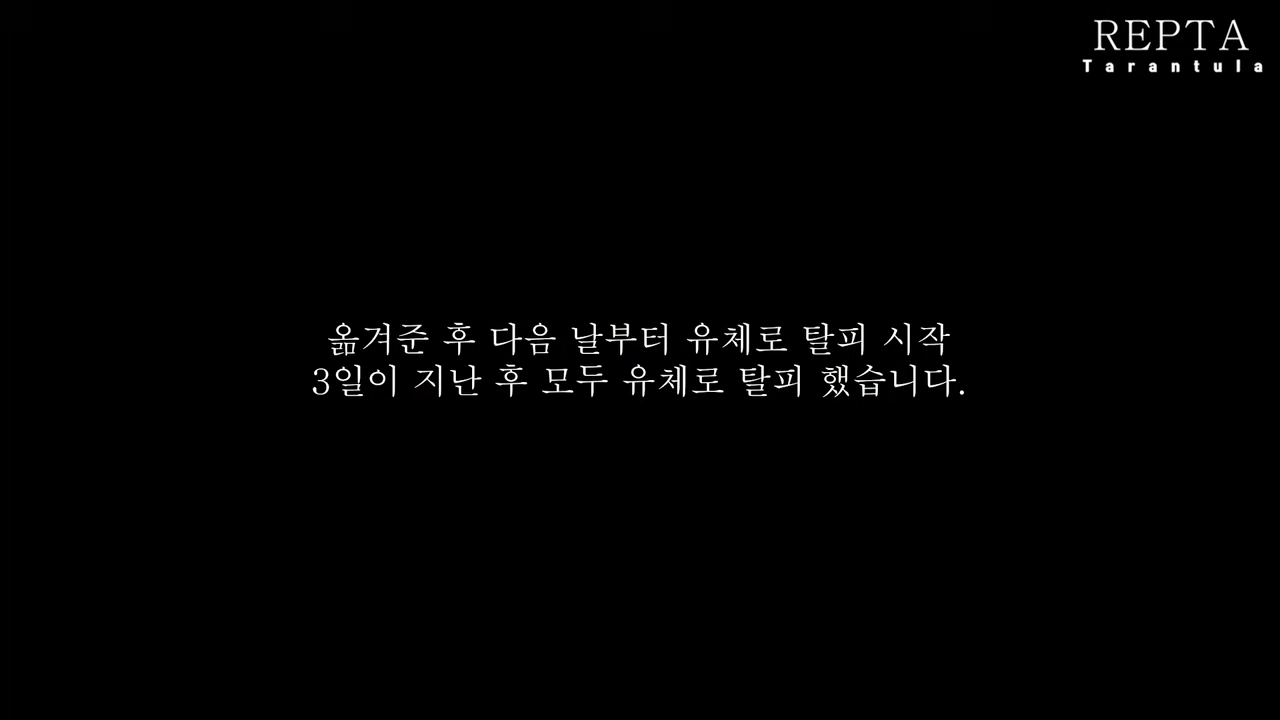 REPTA
Tarantula
옮겨준 후 다음 날부터 유체로 탈피 시작
3일이 지난 후 모두 유체로 탈피 했습니다.